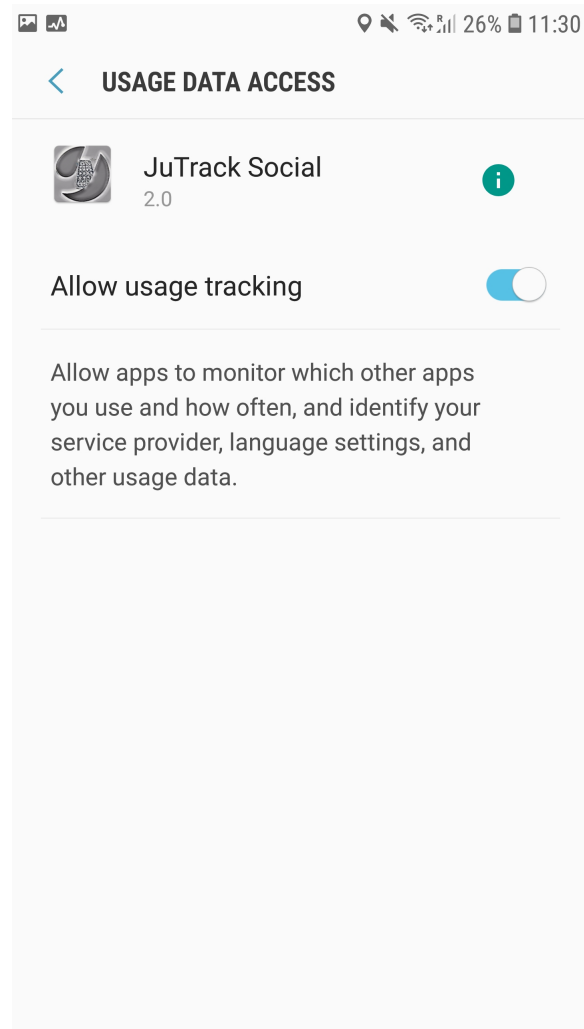 R 26% 11:30
USAGE DATA ACCESS
JuTrack Social
2.0
Allow usage tracking
Allow apps to monitor which other apps
you use and how often, and identify your
service provider, language settings, and
other usage data.